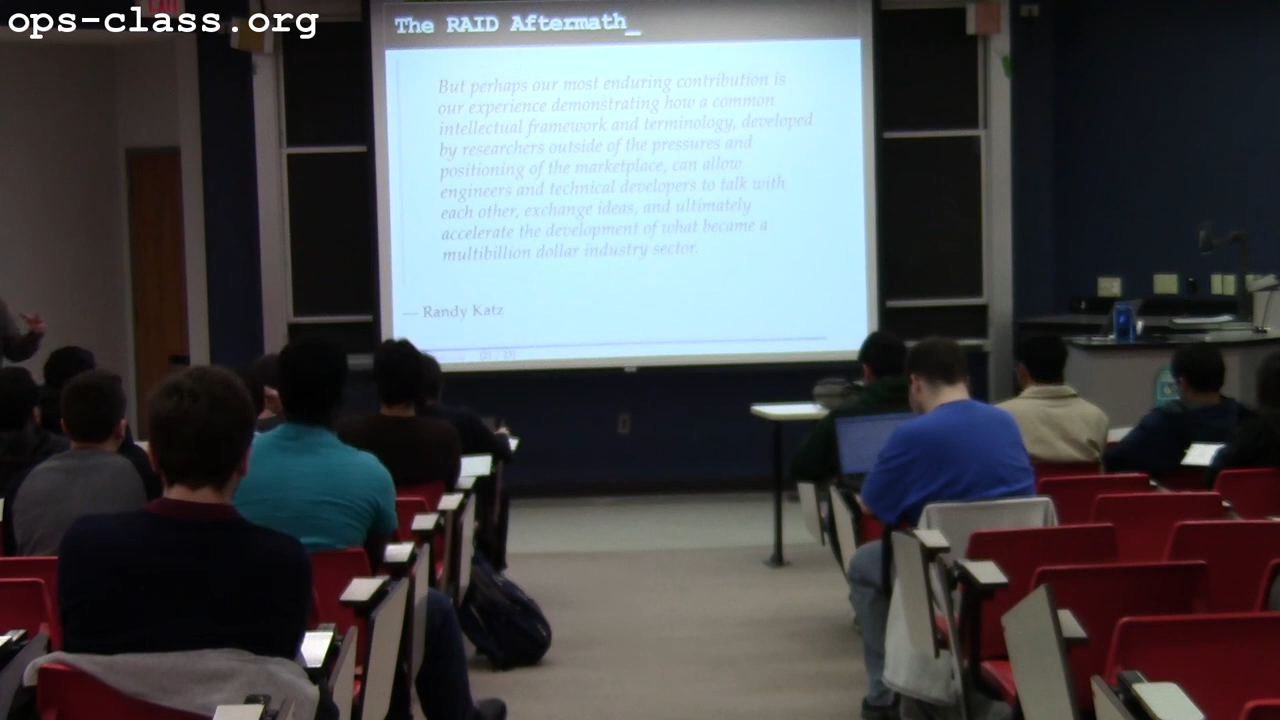 EXIT
ops-class.org
The RAID Aftermath_
But perhaps our most enduring contribution is
our experience demonstrating how a common
intellectual framework and terminology, developed
by researchers outside of the pressures and
positioning of the marketplace, can allow
engineers and technical developers to talk with
each other, exchange ideas, and ultimately
accelerate the development of what became a
multibillion dollar industry sector.
— Randy Katz